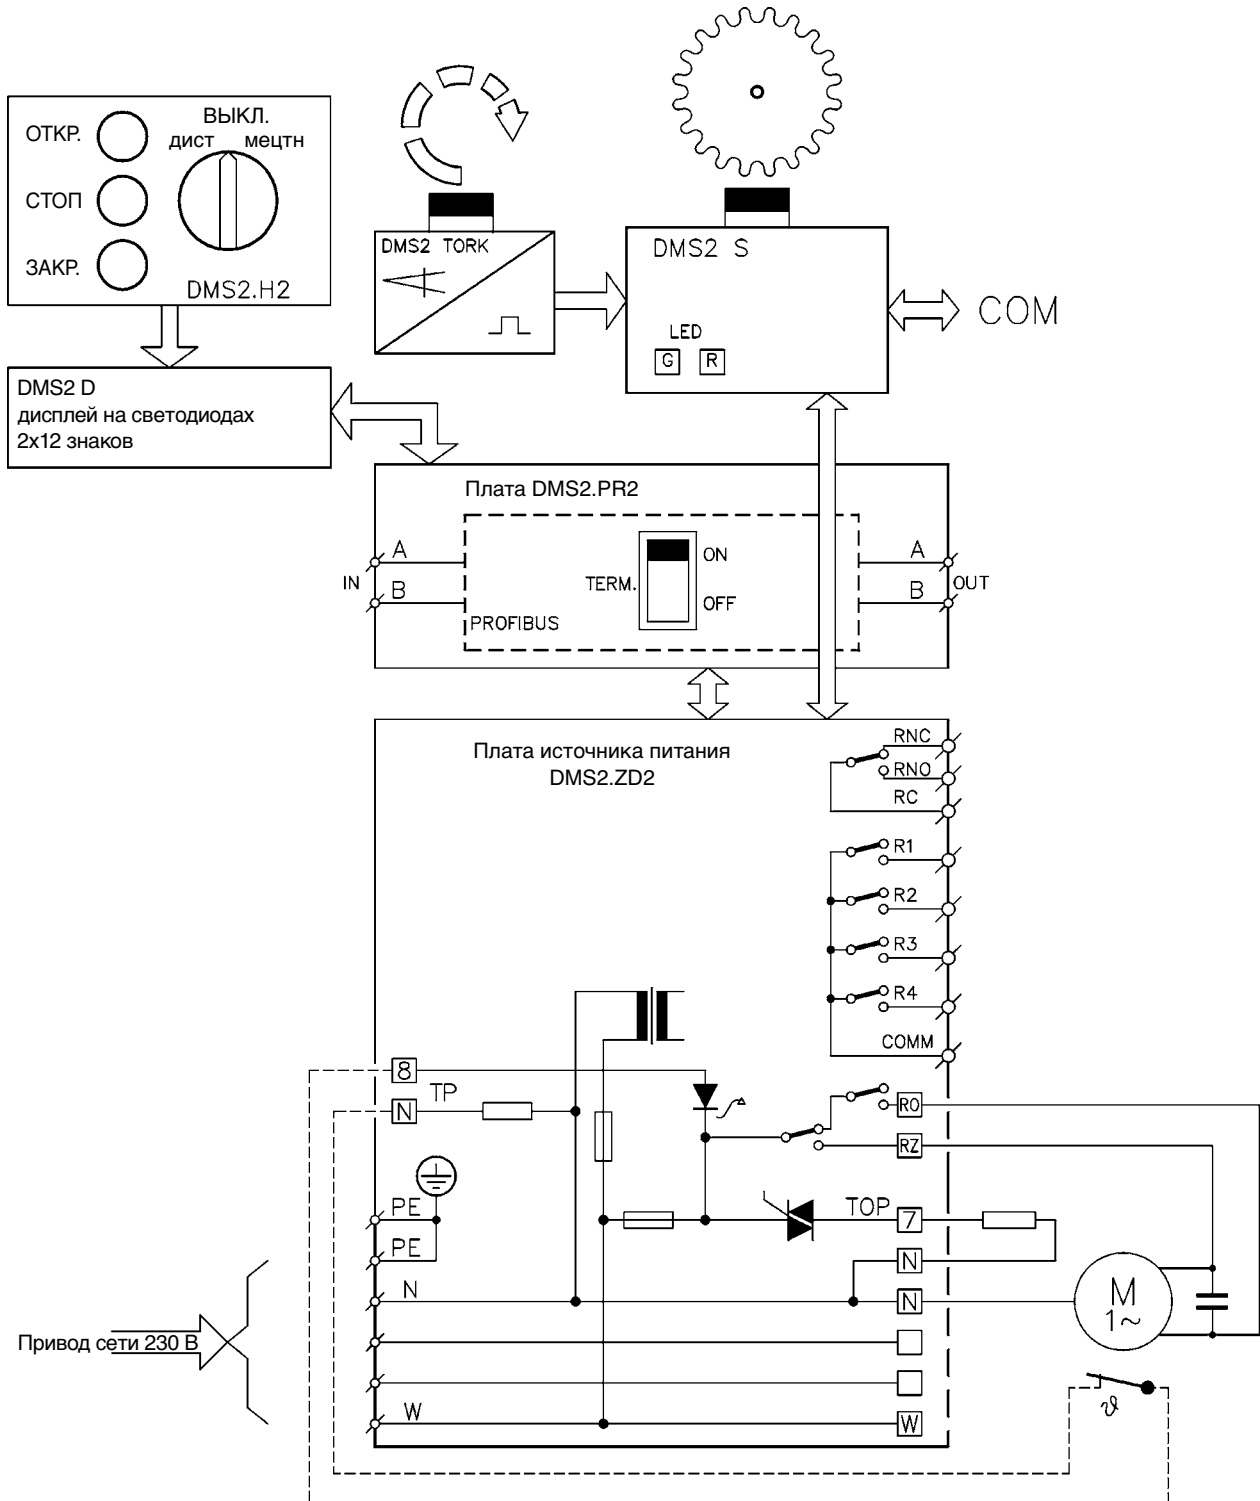 ВЫКЛ.
ОТКР.
дист мецтн
СТОП
ЗАКР.
DMS2.H2
DMS2 TORK
DMS2 S
LED
G R
COM
DMS2 D
дисплей на светодиодах
2x12 знаков
Плата DMS2.PR2
A
B
IN
TERM.
ON
OFF
PROFIBUS
A
B
OUT
Плата источника питания
DMS2.ZD2
RNC
RNO
RC
R1
R2
R3
R4
COMM
8
TP
N
RO
RZ
PE
PE
TOP
7
N
N
N
M
1~
Привод сети 230 В
W
W
ϑ